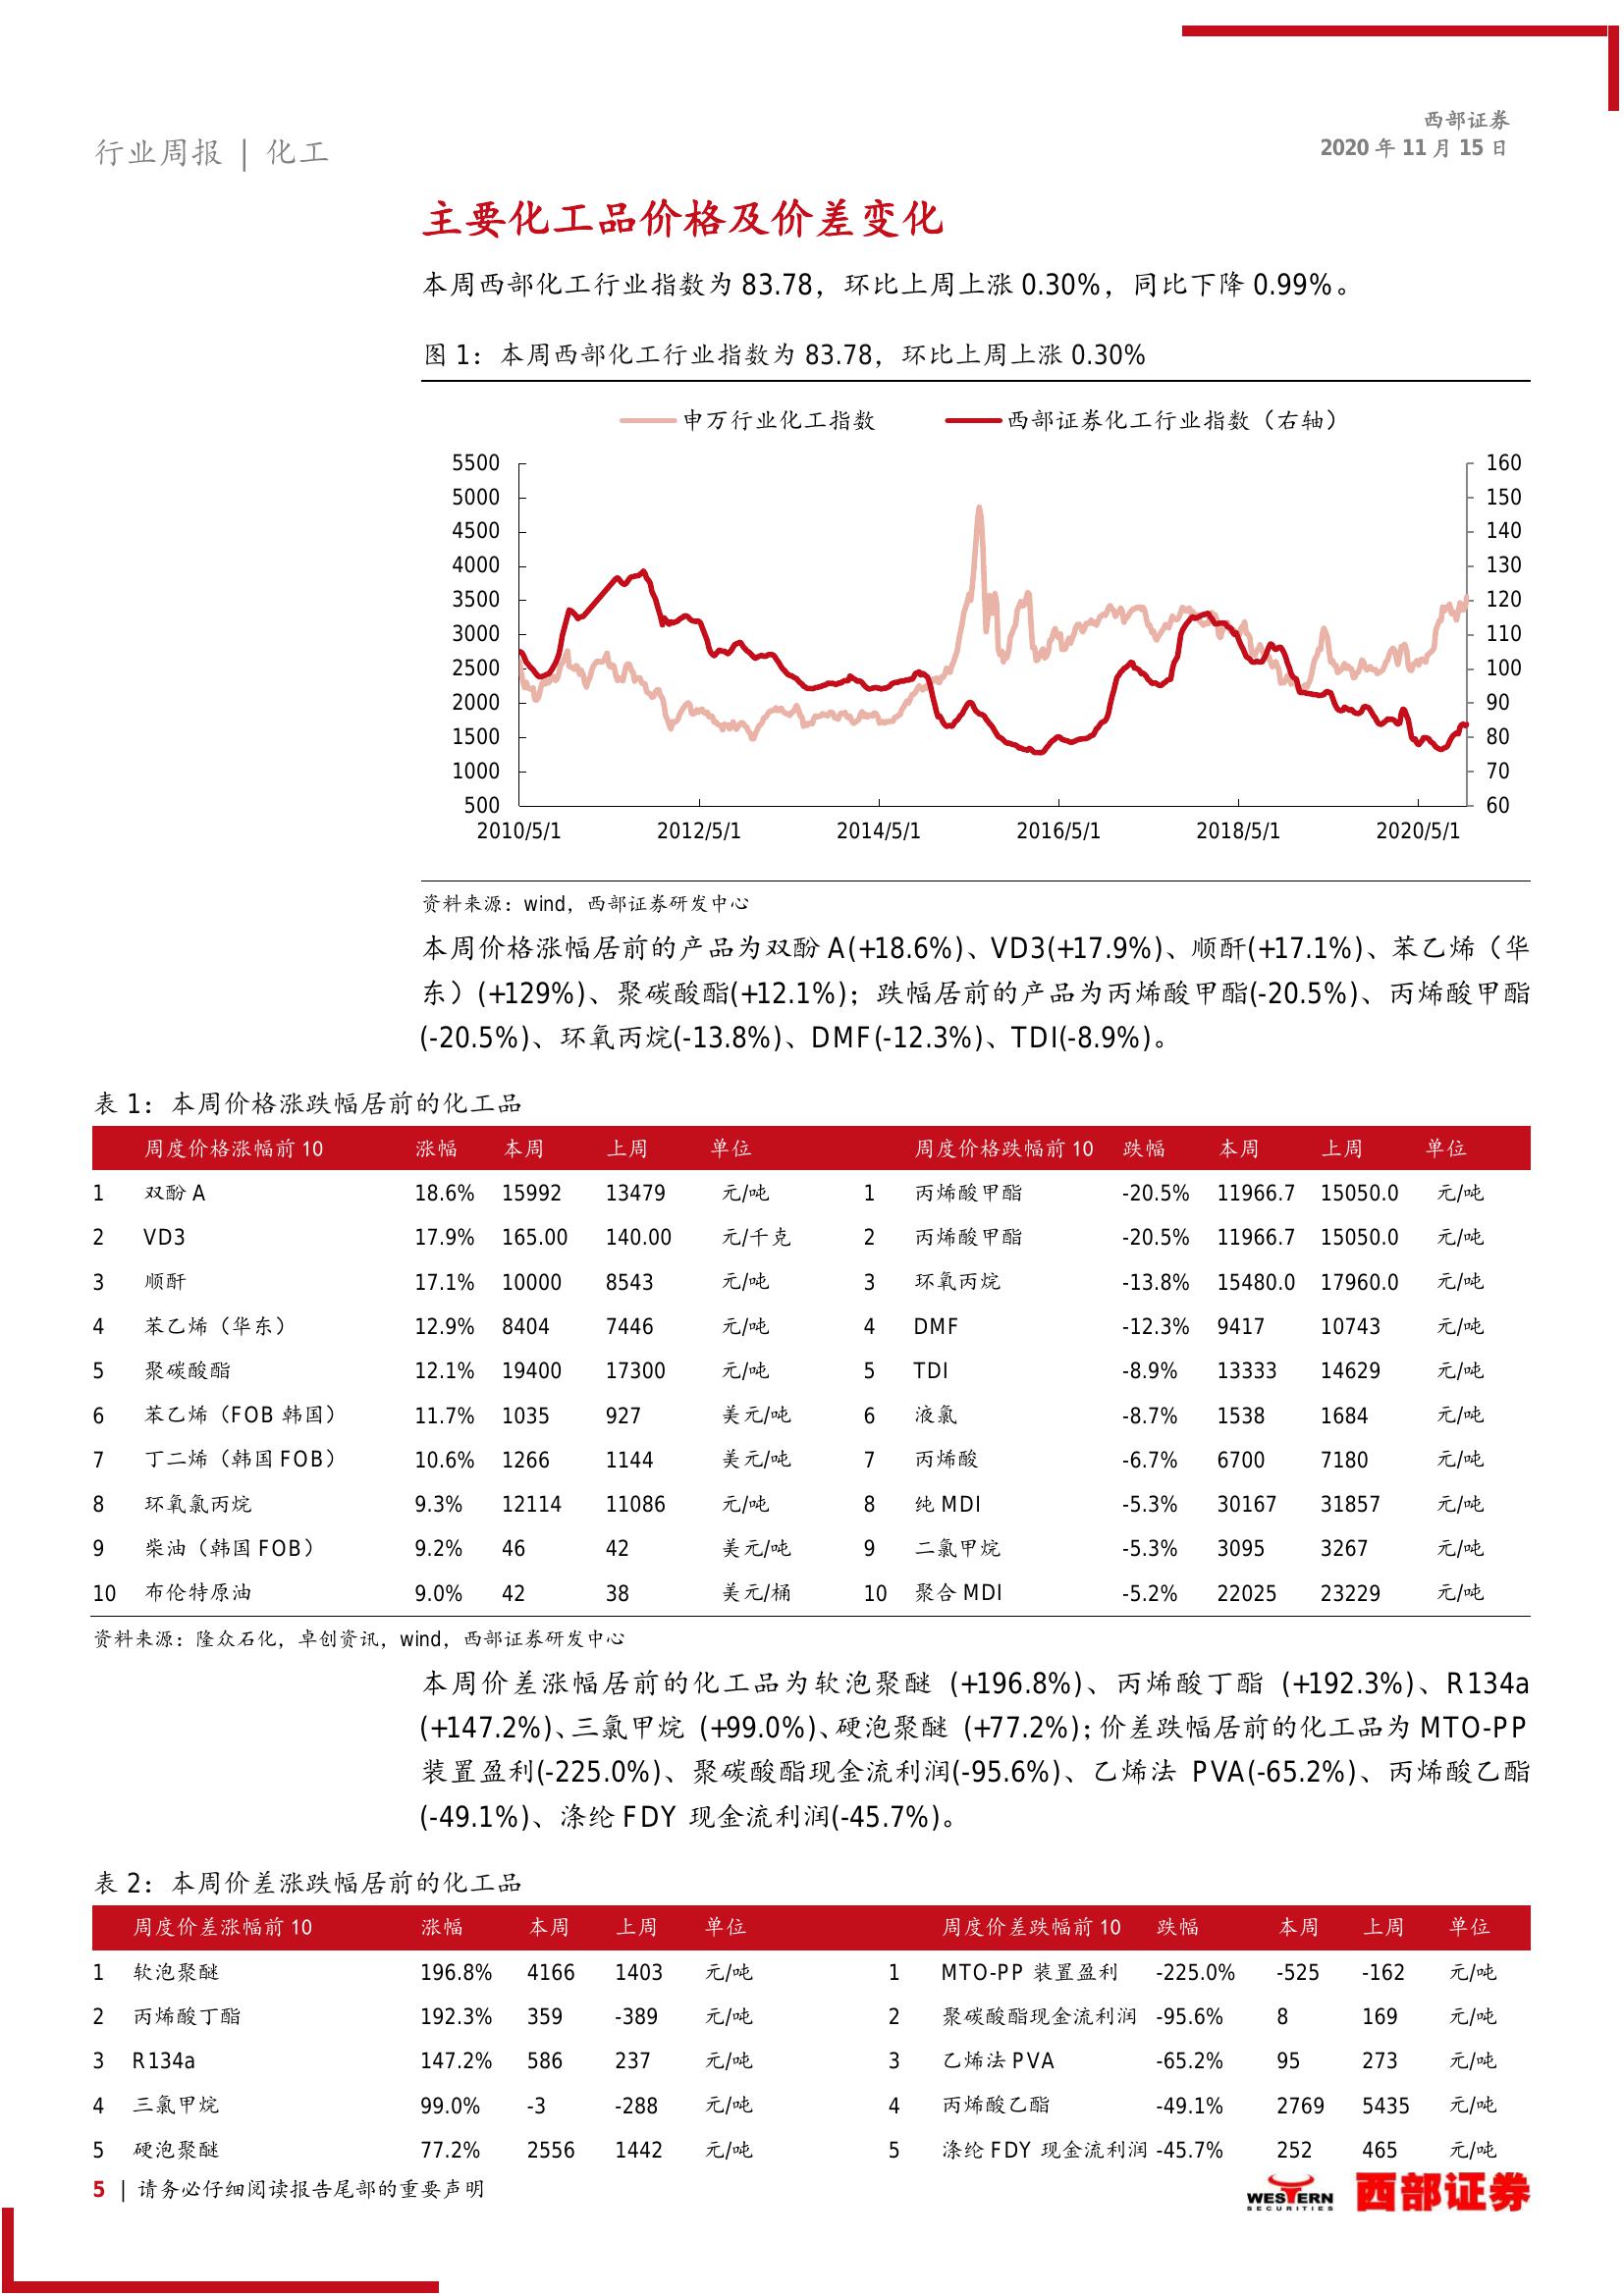 西部证券
行业周报 | 化工
2020 年 11 月 15 日
主要化工品价格及价差变化
本周西部化工行业指数为 83.78，环比上周上涨 0.30%，同比下降 0.99%。
图 1：本周西部化工行业指数为 83.78，环比上周上涨 0.30%
申万行业化工指数 西部证券化工行业指数（右轴）
5500 160
5000 150
4500 140
4000 130
3500 120
3000 110
2500 100
2000 90
1500 80
1000 70
500 60
2010/5/1 2012/5/1 2014/5/1 2016/5/1 2018/5/1 2020/5/1
资料来源：wind，西部证券研发中心
本周价格涨幅居前的产品为双酚 A(+18.6%)、VD3(+17.9%)、顺酐(+17.1%)、苯乙烯（华
东）(+129%)、聚碳酸酯(+12.1%)；跌幅居前的产品为丙烯酸甲酯(-20.5%)、丙烯酸甲酯
(-20.5%)、环氧丙烷(-13.8%)、DMF(-12.3%)、TDI(-8.9%)。
表 1：本周价格涨跌幅居前的化工品
周度价格涨幅前 10 涨幅 本周 上周 单位 周度价格跌幅前 10 跌幅 本周 上周 单位
1 双酚 A 18.6% 15992 13479 元/吨 1 丙烯酸甲酯 -20.5% 11966.7 15050.0 元/吨
2 VD3 17.9% 165.00 140.00 元/千克 2 丙烯酸甲酯 -20.5% 11966.7 15050.0 元/吨
3 顺酐 17.1% 10000 8543 元/吨 3 环氧丙烷 -13.8% 15480.0 17960.0 元/吨
4 苯乙烯（华东） 12.9% 8404 7446 元/吨 4 DMF -12.3% 9417 10743 元/吨
5 聚碳酸酯 12.1% 19400 17300 元/吨 5 TDI -8.9% 13333 14629 元/吨
6 苯乙烯（FOB 韩国） 11.7% 1035 927 美元/吨 6 液氯 -8.7% 1538 1684 元/吨
7 丁二烯（韩国 FOB） 10.6% 1266 1144 美元/吨 7 丙烯酸 -6.7% 6700 7180 元/吨
8 环氧氯丙烷 9.3% 12114 11086 元/吨 8 纯 MDI -5.3% 30167 31857 元/吨
9 柴油（韩国 FOB） 9.2% 46 42 美元/吨 9 二氯甲烷 -5.3% 3095 3267 元/吨
10 布伦特原油 9.0% 42 38 美元/桶 10 聚合 MDI -5.2% 22025 23229 元/吨
资料来源：隆众石化，卓创资讯，wind，西部证券研发中心
本周价差涨幅居前的化工品为软泡聚醚 (+196.8%)、丙烯酸丁酯 (+192.3%)、R134a
(+147.2%)、三氯甲烷 (+99.0%)、硬泡聚醚 (+77.2%)；价差跌幅居前的化工品为 MTO-PP
装置盈利(-225.0%)、聚碳酸酯现金流利润(-95.6%)、乙烯法 PVA(-65.2%)、丙烯酸乙酯
(-49.1%)、涤纶 FDY 现金流利润(-45.7%)。
表 2：本周价差涨跌幅居前的化工品
周度价差涨幅前 10 涨幅 本周 上周 单位 周度价差跌幅前 10 跌幅 本周 上周 单位
1 软泡聚醚 196.8% 4166 1403 元/吨 1 MTO-PP 装置盈利 -225.0% -525 -162 元/吨
2 丙烯酸丁酯 192.3% 359 -389 元/吨 2 聚碳酸酯现金流利润 -95.6% 8 169 元/吨
3 R134a 147.2% 586 237 元/吨 3 乙烯法 PVA -65.2% 95 273 元/吨
4 三氯甲烷 99.0% -3 -288 元/吨 4 丙烯酸乙酯 -49.1% 2769 5435 元/吨
5 硬泡聚醚 77.2% 2556 1442 元/吨 5 涤纶 FDY 现金流利润 -45.7% 252 465 元/吨
5 | 请务必仔细阅读报告尾部的重要声明
WESTERN
SECURITIES
西部证券